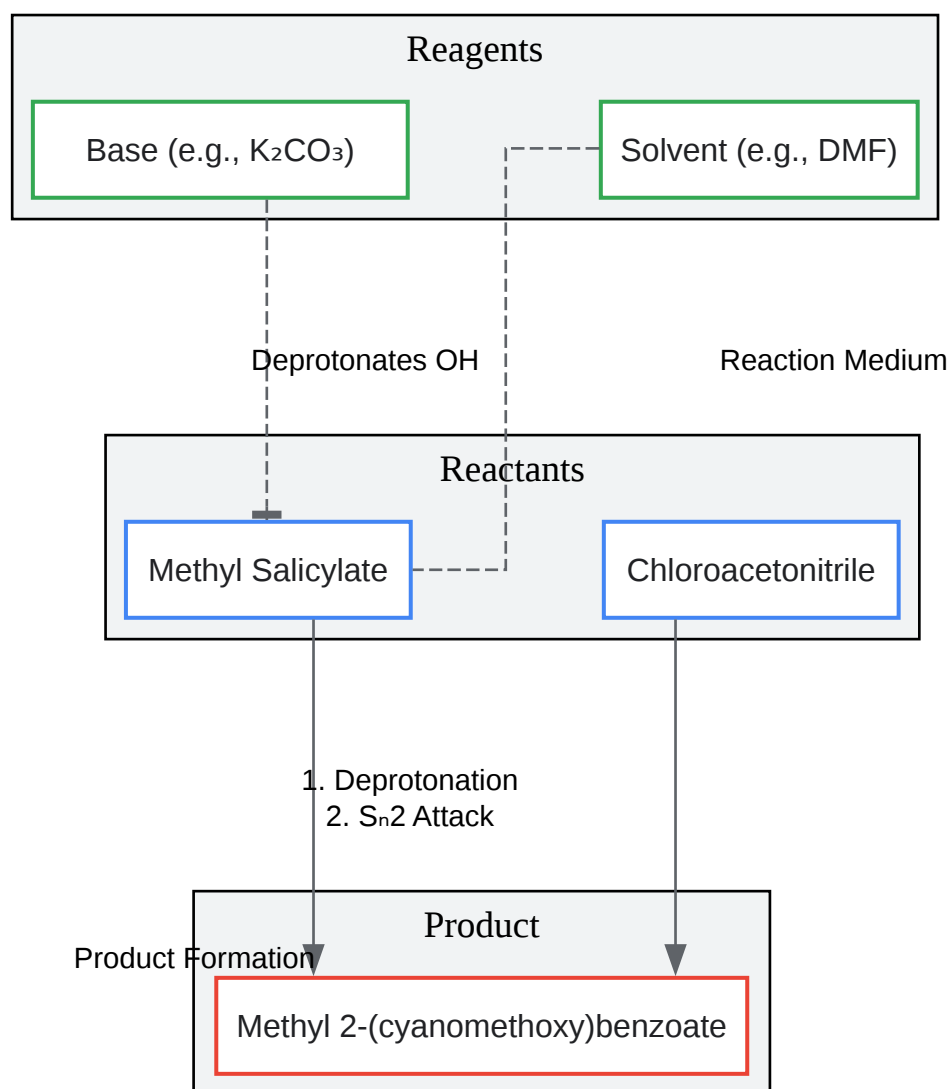 Reagents
Base (e.g., K₂CO₃)
Solvent (e.g., DMF)
Deprotonates OH
Reaction Medium
Reactants
Methyl Salicylate
Chloroacetonitrile
1. Deprotonation
2. Sₙ2 Attack
Product
Product Formation
Methyl 2-(cyanomethoxy)benzoate